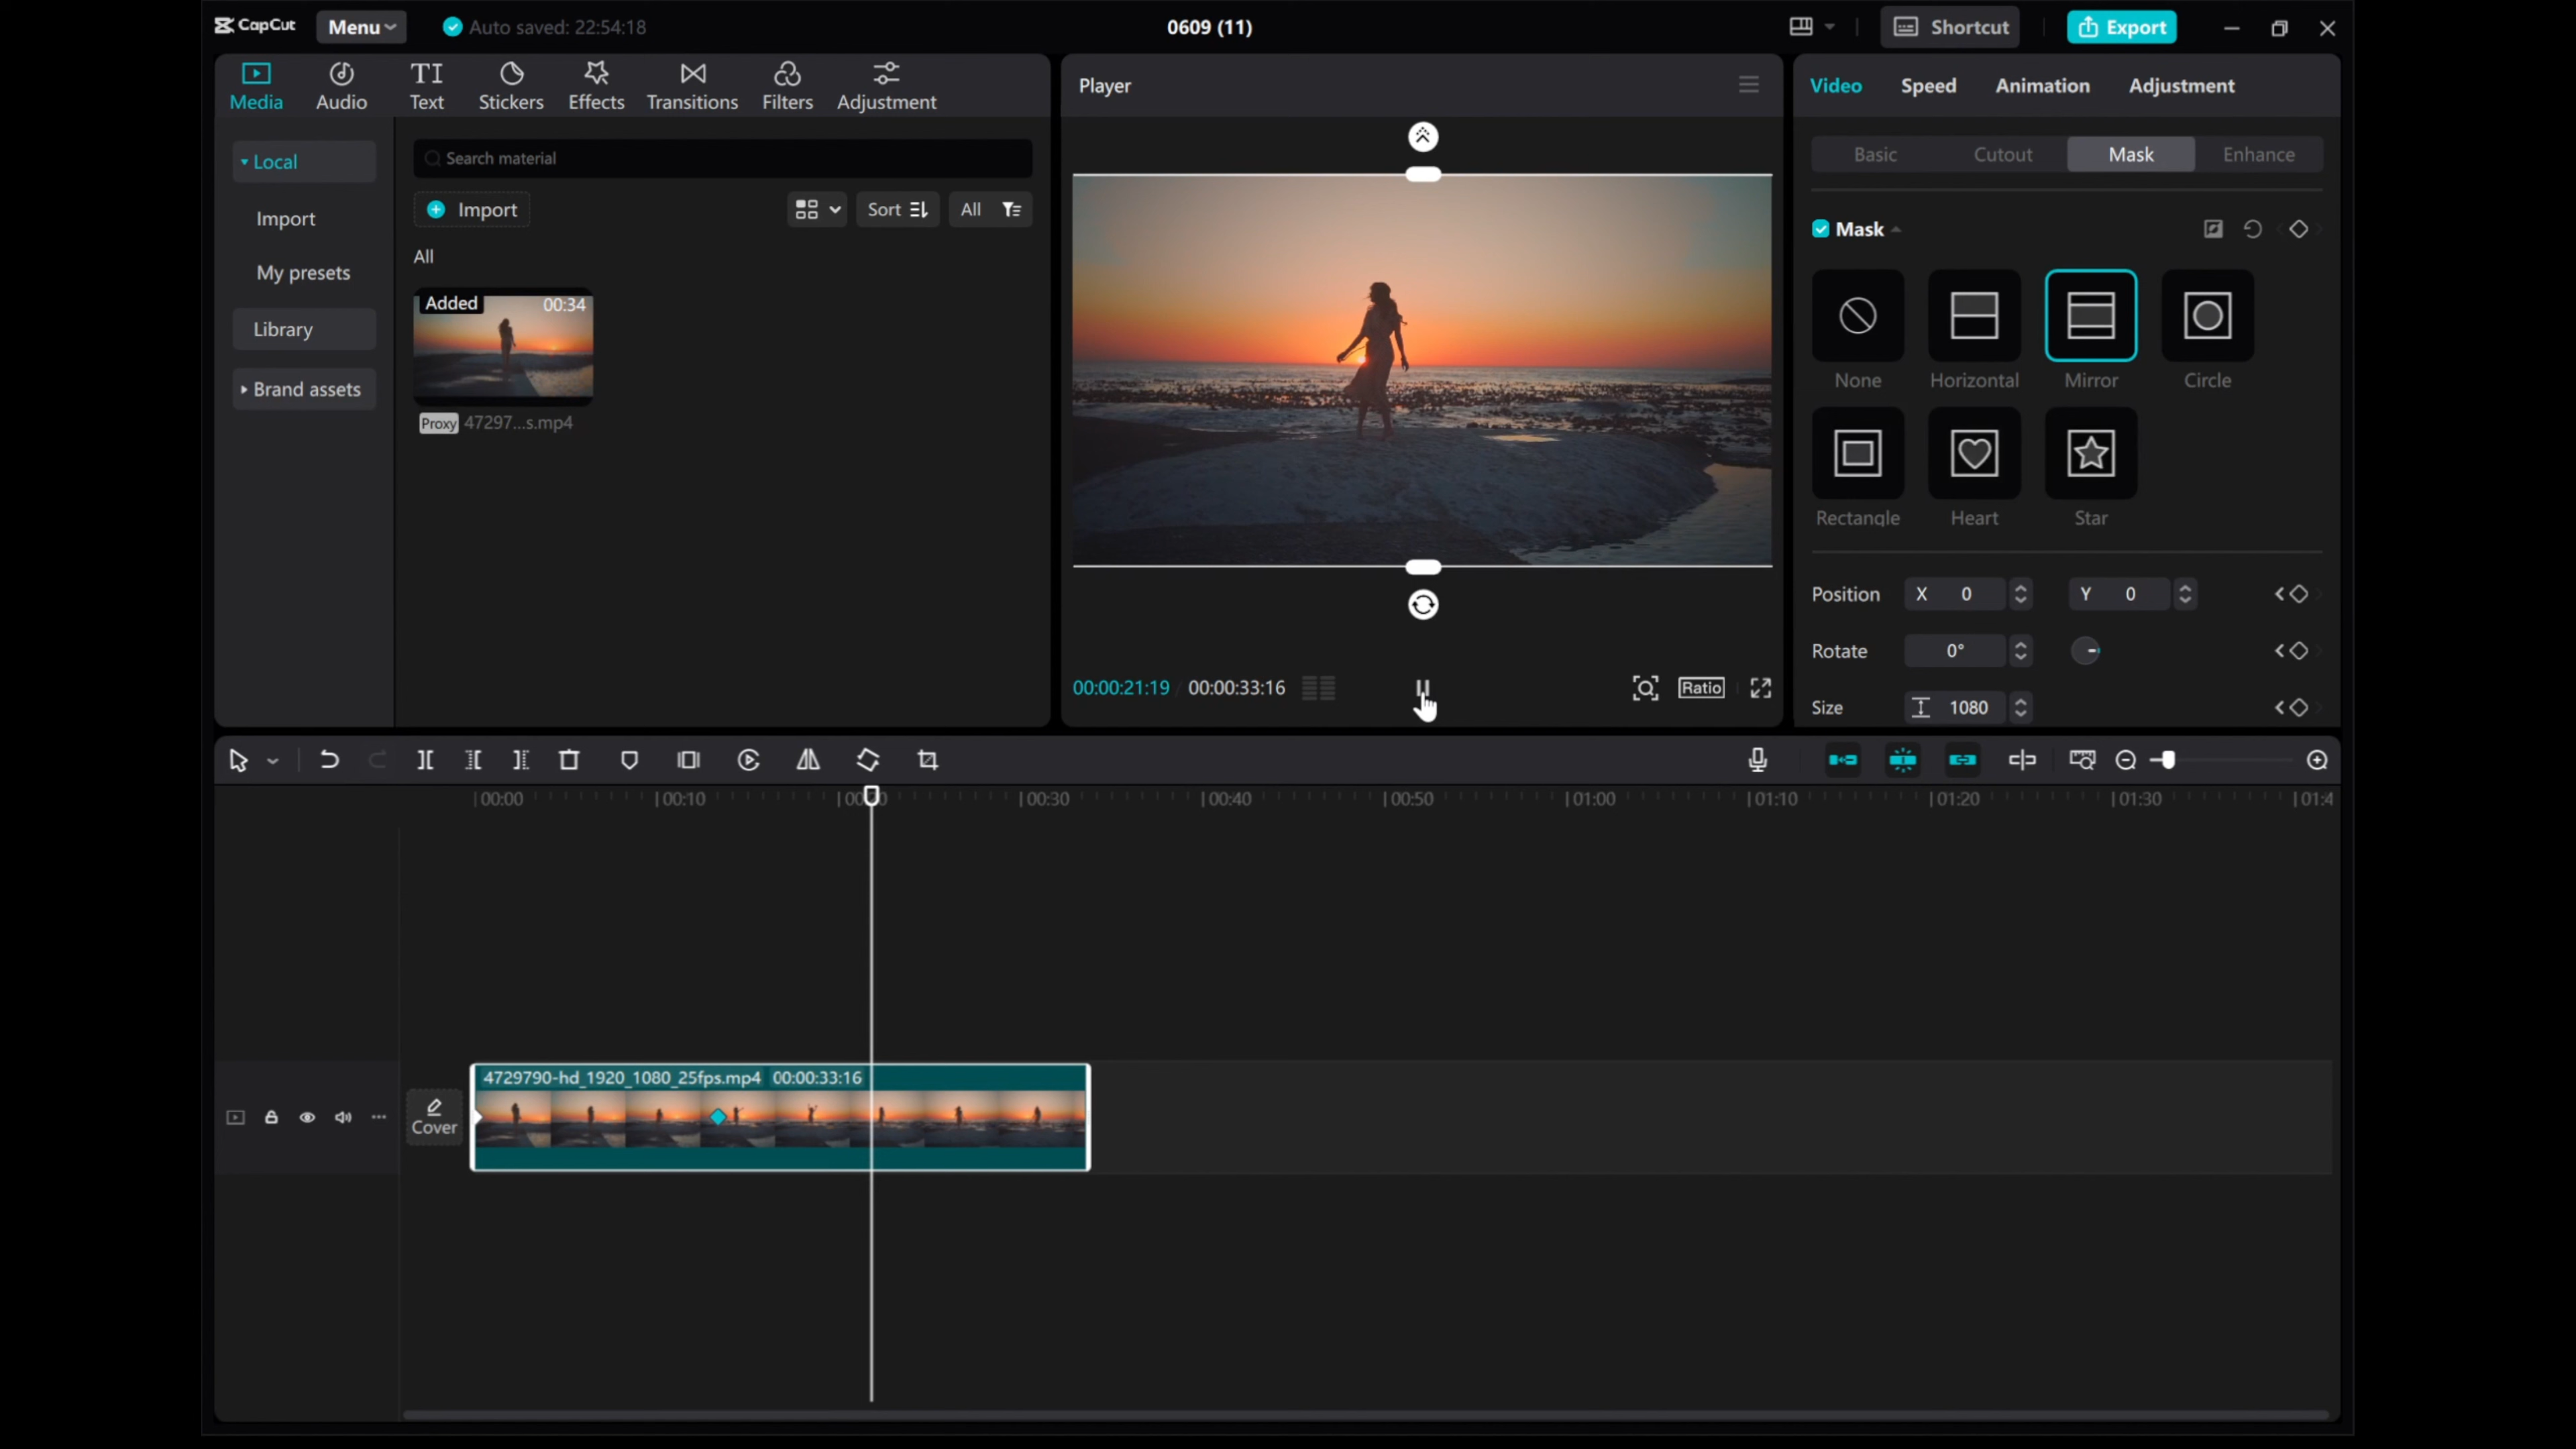 CapCut Menu Auto saved: 22:54:18 0609 (11) Shortcut Export
Media Audio TI Text Stickers Effects Transitions Filters Adjustment
Local
Import
My presets
Library
Brand assets
Search material
Import Sort All
All
Added 00:34
Proxy 47297...s.mp4
Player
00:00:21:19 00:00:33:16 Ratio
Video Speed Animation Adjustment
Basic Cutout Mask Enhance
Mask
None Horizontal Mirror Circle
Rectangle Heart Star
Position X 0 Y 0
Rotate 0°
Size 1080
00:00 00:10 00:30 00:40 00:50 01:00 01:10 01:20 01:30 01:4
4729790-hd_1920_1080_25fps.mp4 00:00:33:16
Cover